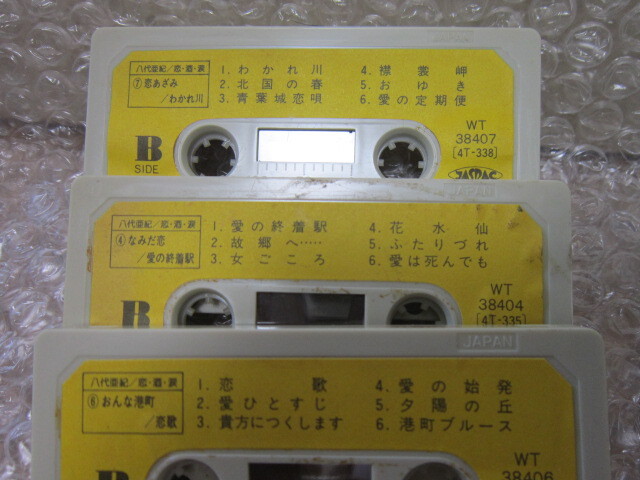 JAPAN
八代亜紀/恋・酒・涙
⑦恋あざみ
/わかれ川
1. わかれ川
2. 北国の春
3. 青葉城恋唄
4. 襟裳岬
5. おゆき
6. 愛の定期便
B
SIDE
WT
38407
[4T-338]
JASRAC
JAPAN
八代亜紀/恋・酒・涙
④なみだ恋
/愛の終着駅
1. 愛の終着駅
2. 故郷へ……
3. 女ごころ
4. 花水仙
5. ふたりづれ
6. 愛は死んでも
B
WT
38404
[4T-335]
JAPAN
八代亜紀/恋・酒・涙
⑥おんな港町
/恋歌
1. 恋歌
2. 愛ひとすじ
3. 貴方につくします
4. 愛の始発
5. 夕陽の丘
6. 港町ブルース
B
WT
38406